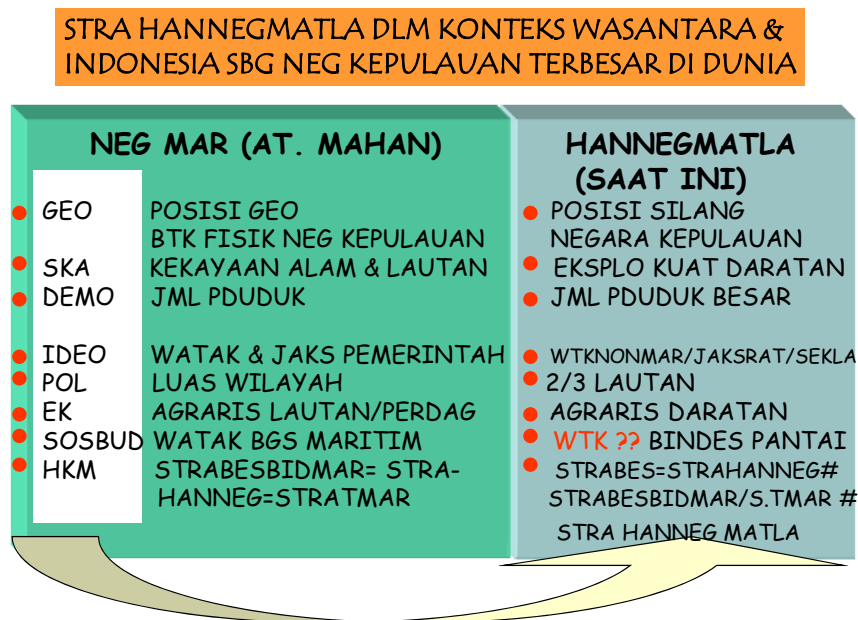 STRA HANNEGMATLA DLM KONTEKS WASANTARA &
INDONESIA SBG NEG KEPULAUAN TERBESAR DI DUNIA
NEG MAR (AT. MAHAN)
GEO POSISI GEO
BTK FISIK NEG KEPULAUAN
SKA KEKAYAAN ALAM & LAUTAN
DEMO JML PDUDUK
IDEO WATAK & JAKS PEMERINTAH
POL LUAS WILAYAH
EK AGRARIS LAUTAN/PERDAG
SOSBUD WATAK BGS MARITIM
HKM STRABESBIDMAR= STRA-
HANNEG=STRATMAR
HANNEGMATLA
(SAAT INI)
POSISI SILANG
NEGARA KEPULAUAN
EKSPLO KUAT DARATAN
JML PDUDUK BESAR
WTKNONMAR/JAKSRAT/SEKLA
2/3 LAUTAN
AGRARIS DARATAN
WTK ?? BINDES PANTAI
STRABES=STRAHANNEG#
STRABESBIDMAR/S.TMAR #
STRA HANNEG MATLA